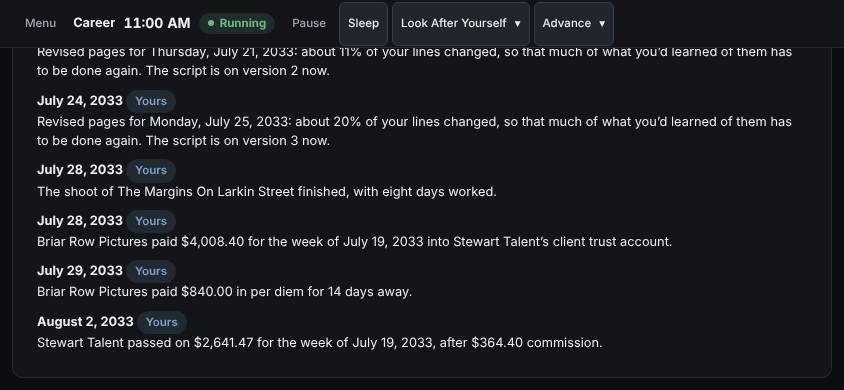 Menu Career 11:00 AM Running Pause Sleep Look After Yourself Advance
Revised pages for Thursday, July 21, 2033: about 11% of your lines changed, so that much of what you’d learned of them has
to be done again. The script is on version 2 now.
July 24, 2033 Yours
Revised pages for Monday, July 25, 2033: about 20% of your lines changed, so that much of what you’d learned of them has
to be done again. The script is on version 3 now.
July 28, 2033 Yours
The shoot of The Margins On Larkin Street finished, with eight days worked.
July 28, 2033 Yours
Briar Row Pictures paid $4,008.40 for the week of July 19, 2033 into Stewart Talent’s client trust account.
July 29, 2033 Yours
Briar Row Pictures paid $840.00 in per diem for 14 days away.
August 2, 2033 Yours
Stewart Talent passed on $2,641.47 for the week of July 19, 2033, after $364.40 commission.